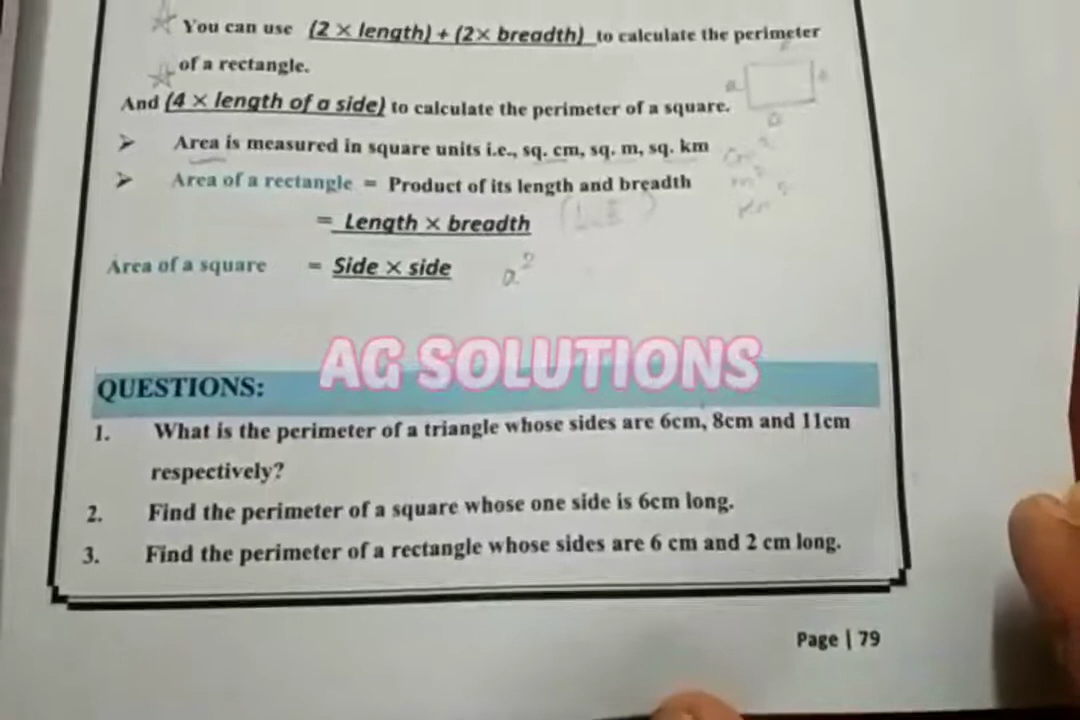 You can use (2 × length) + (2× breadth) to calculate the perimeter
of a rectangle.
And (4 × length of a side) to calculate the perimeter of a square.
a
a
➢ Area is measured in square units i.e., sq. cm, sq. m, sq. km
cm²
m²
➢ Area of a rectangle = Product of its length and breadth
km²
= Length × breadth
Area of a square = Side × side a²
AG SOLUTIONS
QUESTIONS:
1. What is the perimeter of a triangle whose sides are 6cm, 8cm and 11cm
respectively?
2. Find the perimeter of a square whose one side is 6cm long.
3. Find the perimeter of a rectangle whose sides are 6 cm and 2 cm long.
Page | 79